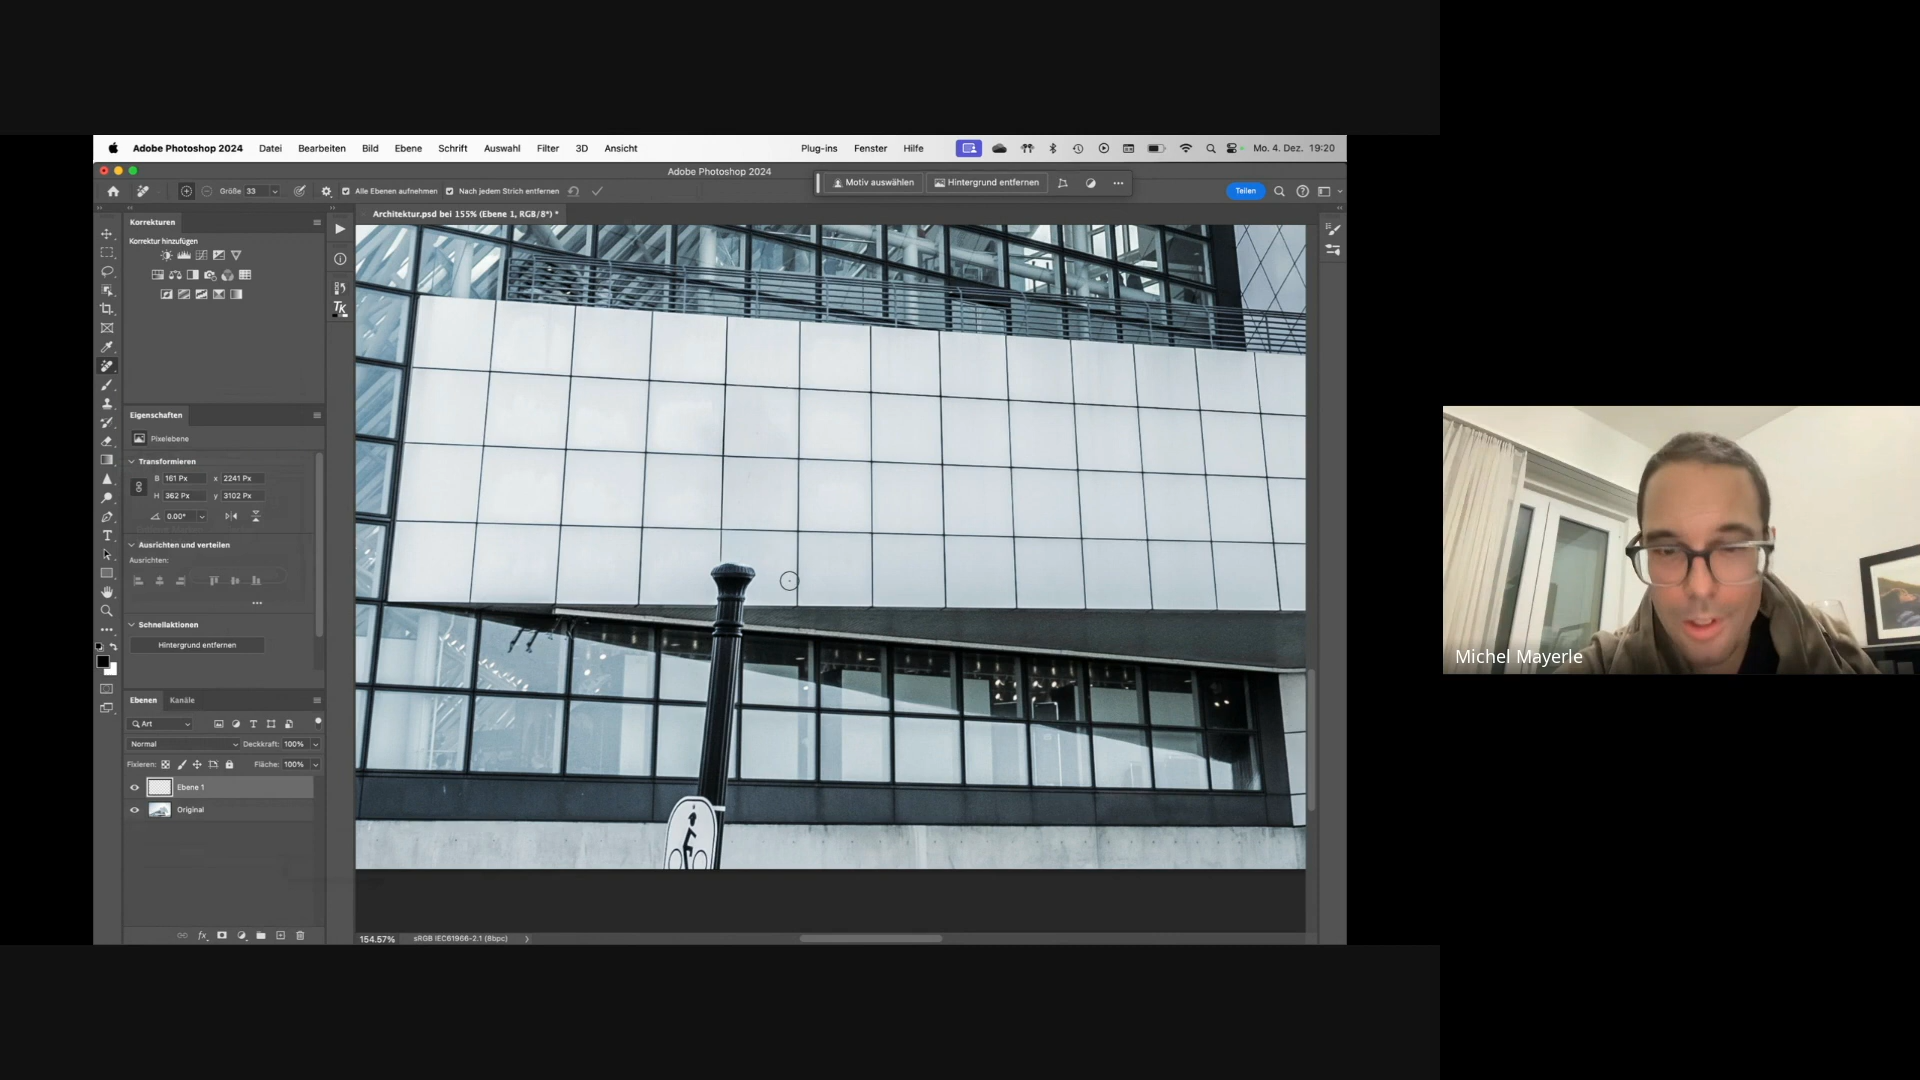 Adobe Photoshop 2024 Datei Bearbeiten Bild Ebene Schrift Auswahl Filter 3D Ansicht Plug-ins Fenster Hilfe Mo. 4. Dez. 19:20
Adobe Photoshop 2024
Größe 33 Alle Ebenen aufnehmen Nach jedem Strich entfernen Motiv auswählen Hintergrund entfernen Teilen
Architektur.psd bei 155% (Ebene 1, RGB/8*) *
Korrekturen
Korrektur hinzufügen
TK
Eigenschaften
Pixelebene
Transformieren
B 161 Px x 2241 Px
H 362 Px y 3102 Px
0.00°
Ausrichten und verteilen
Ausrichten:
Schnellaktionen
Hintergrund entfernen
Ebenen Kanäle
Art
Normal Deckkraft: 100%
Fixieren: Fläche: 100%
Ebene 1
Original
fx
154.57% sRGB IEC61966-2.1 (8bpc)
Michel Mayerle